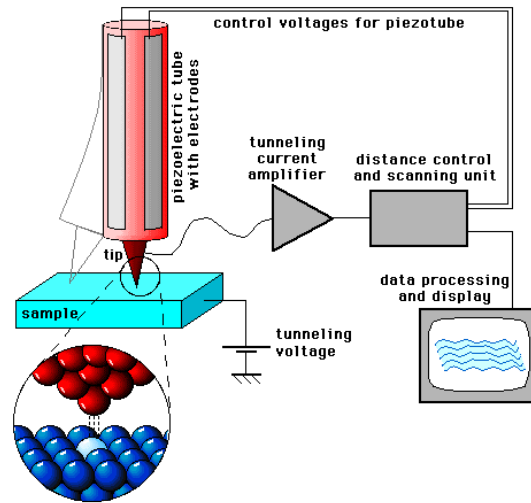 control voltages for piezotube
piezoelectric tube
with electrodes
tunneling
current
amplifier
distance control
and scanning unit
tip
sample
data processing
and display
tunneling
voltage